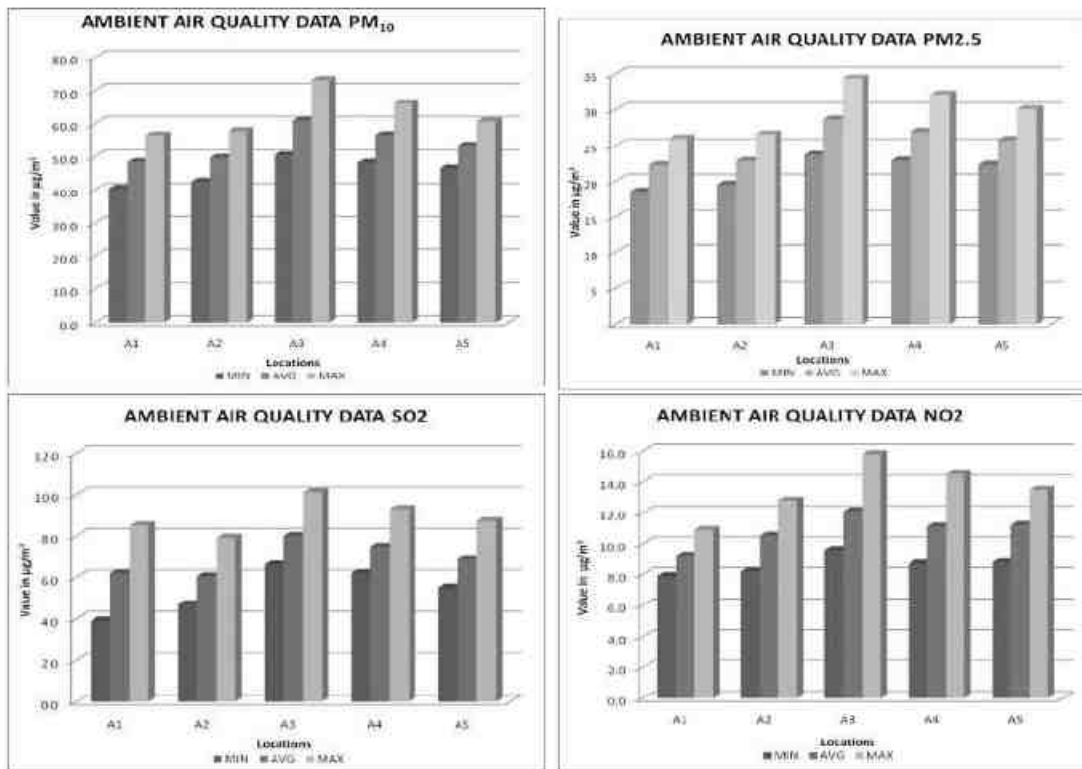 AMBIENT AIR QUALITY DATA PM10
80.0
70.0
60.0
50.0
40.0
30.0
20.0
10.0
0.0
Value in µg/m³
A1 A2 A3 A4 A5
Locations
MIN AVG MAX
AMBIENT AIR QUALITY DATA PM2.5
35
30
25
20
15
10
5
Value in µg/m³
A1 A2 A3 A4 A5
Locations
MIN AVG MAX
AMBIENT AIR QUALITY DATA SO2
12.0
10.0
8.0
6.0
4.0
2.0
0.0
Value in µg/m³
A1 A2 A3 A4 A5
Locations
MIN AVG MAX
AMBIENT AIR QUALITY DATA NO2
16.0
14.0
12.0
10.0
8.0
6.0
4.0
2.0
0.0
Value in µg/m³
A1 A2 A3 A4 A5
Locations
MIN AVG MAX